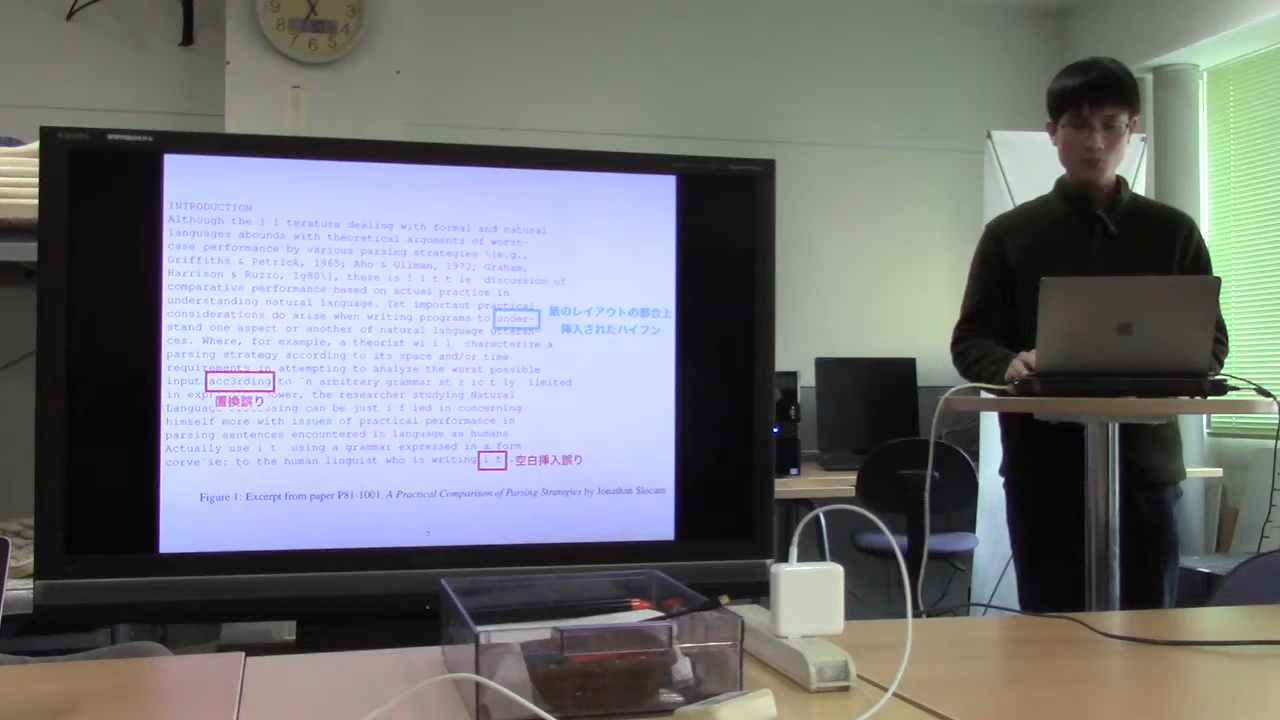 AQUOS
INTRODUCTION
Although the l i terature dealing with formal and natural
languages abounds with theoretical arguments of worst-
case performance by various parsing strategies \[e.g.,
Griffiths & Petrick, 1965; Aho & Ullman, 1972; Graham,
Harrison & Ruzzo, Ig80\], there is l i t t le discussion of
comparative performance based on actual practice in
understanding natural language. Yet important practical
considerations do arise when writing programs to under-
stand one aspect or another of natural language utteran-
ces. Where, for example, a theorist wi l l characterize a
parsing strategy according to its space and/or time
requirements in attempting to analyze the worst possible
input acc3rding to ~n arbitrary grammar st r ic t ly limited
in power, the researcher studying Natural
Language can be just i f ied in concerning
himself more with issues of practical performance in
parsing sentences encountered in language as humans
Actually use i t using a grammar expressed in a form
corve~ie: to the human linguist who is writing i t .
紙のレイアウトの都合上
挿入されたハイフン
置換誤り
空白挿入誤り
Figure 1: Excerpt from paper P81-1001, A Practical Comparison of Parsing Strategies by Jonathan Slocum
7
3
4
5
6
7
8